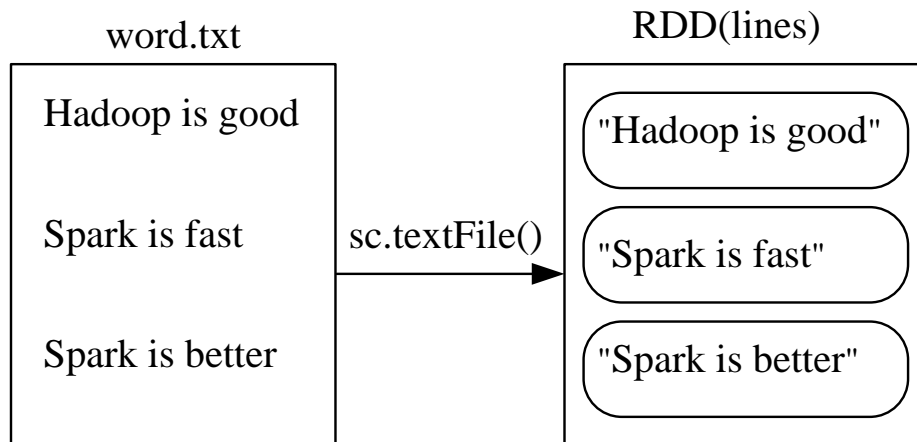 word.txt
Hadoop is good
Spark is fast
Spark is better
sc.textFile()
RDD(lines)
"Hadoop is good"
"Spark is fast"
"Spark is better"